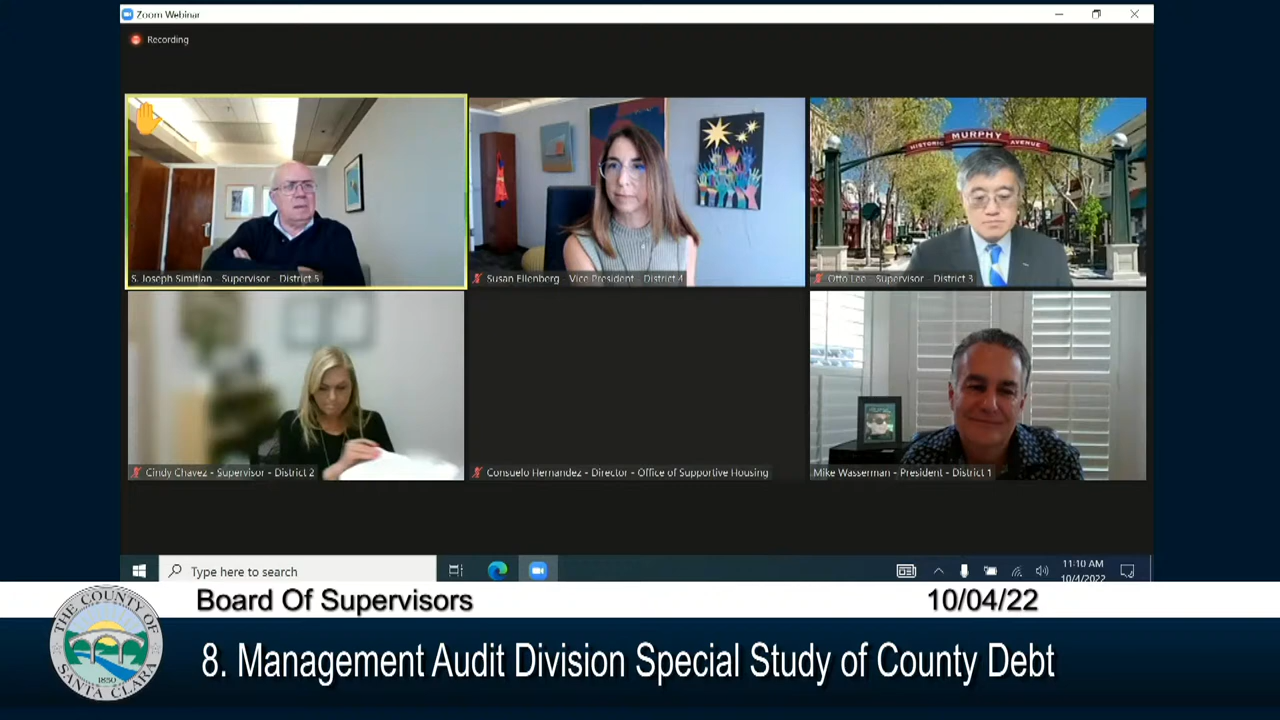 Zoom Webinar
Recording
S. Joseph Simitian - Supervisor - District 5
Susan Ellenberg - Vice President - District 4
HISTORIC MURPHY AVENUE
Otto Lee - Supervisor - District 3
Cindy Chavez - Supervisor - District 2
Consuelo Hernandez - Director - Office of Supportive Housing
Mike Wasserman - President - District 1
Type here to search
11:10 AM
10/4/2022
Board Of Supervisors
10/04/22
THE COUNTY OF
SANTA CLARA
1850
8. Management Audit Division Special Study of County Debt